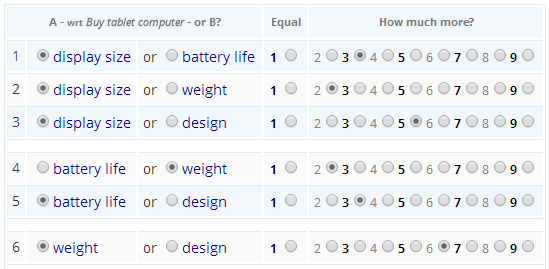 A - wrt Buy tablet computer - or B? Equal How much more?
1 display size or battery life 1 2 3 4 5 6 7 8 9
2 display size or weight 1 2 3 4 5 6 7 8 9
3 display size or design 1 2 3 4 5 6 7 8 9
4 battery life or weight 1 2 3 4 5 6 7 8 9
5 battery life or design 1 2 3 4 5 6 7 8 9
6 weight or design 1 2 3 4 5 6 7 8 9